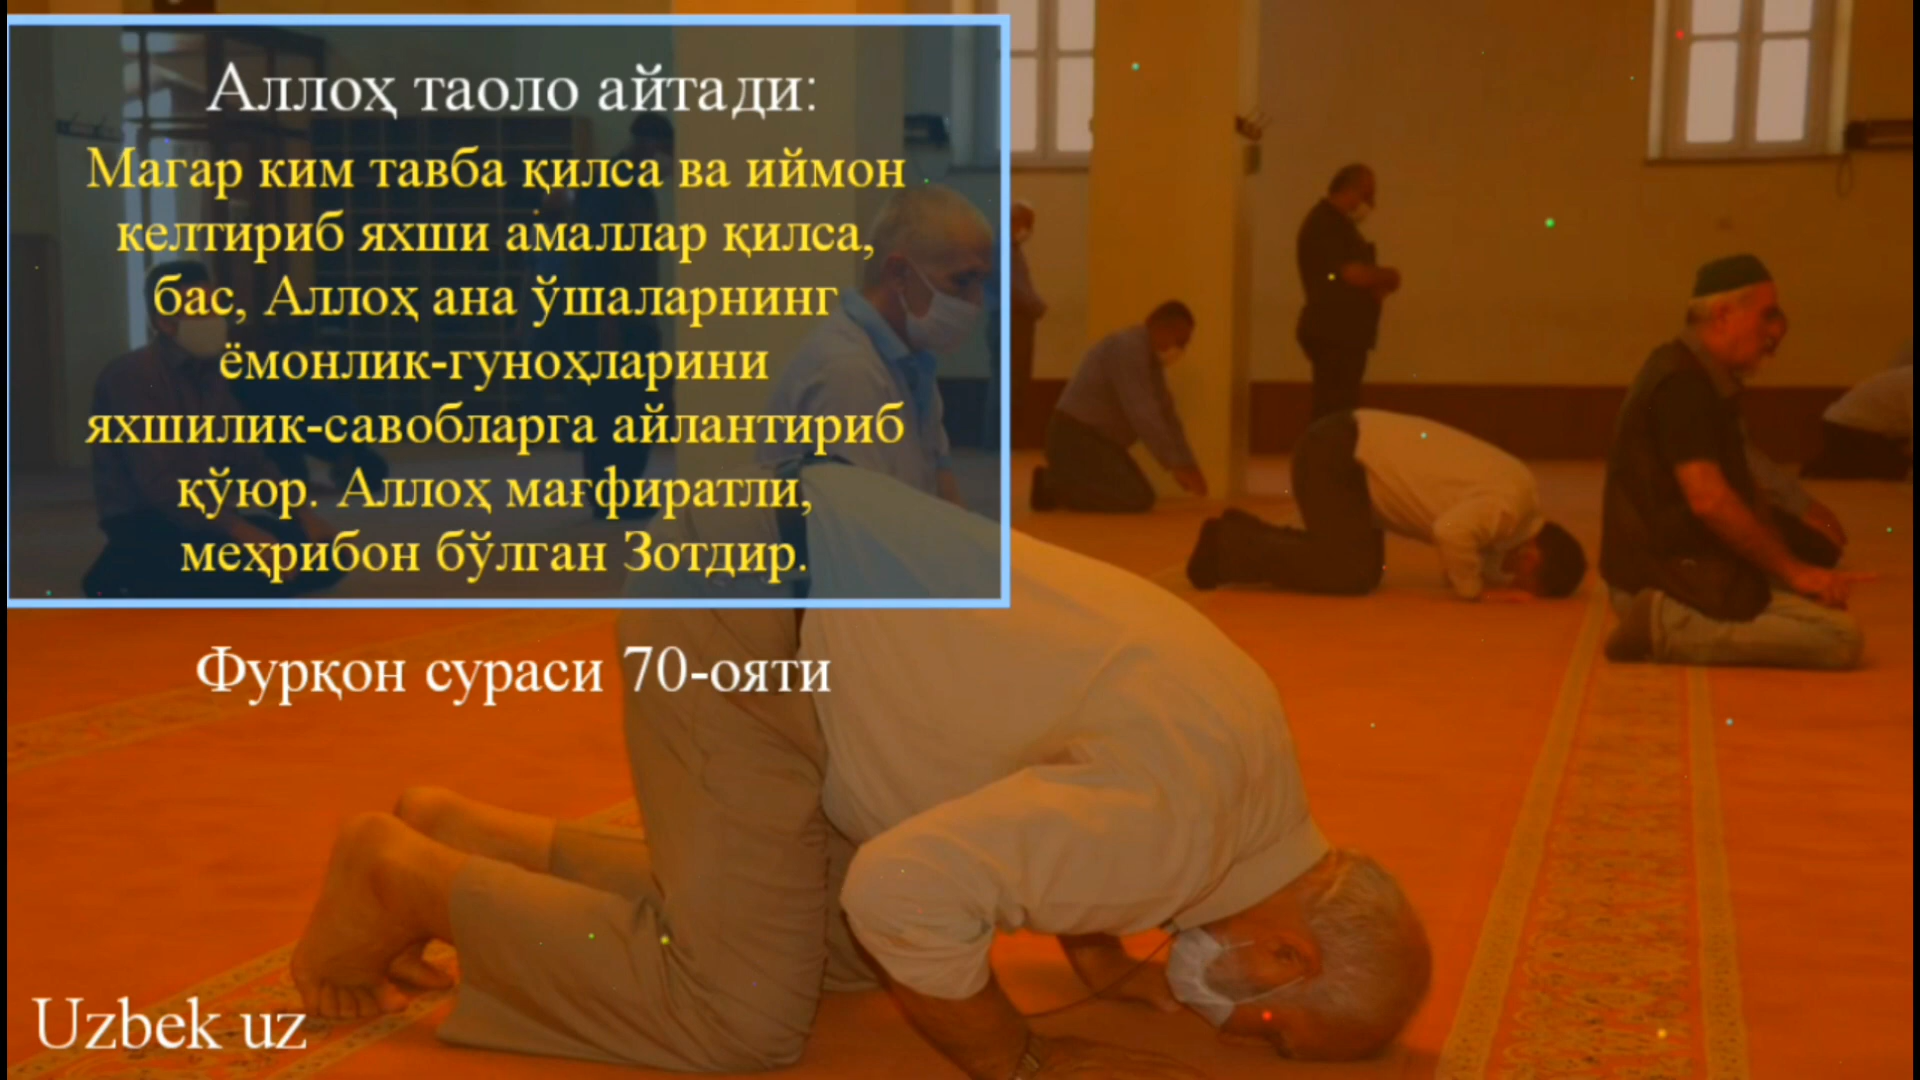 Аллоҳ таоло айтади:
Магар ким тавба қилса ва иймон
келтириб яхши амаллар қилса,
бас, Аллоҳ ана ўшаларнинг
ёмонлик-гуноҳларини
яхшилик-савобларга айлантириб
қўюр. Аллоҳ мағфиратли,
меҳрибон бўлган Зотдир.
Фурқон сураси 70-ояти
Uzbek uz